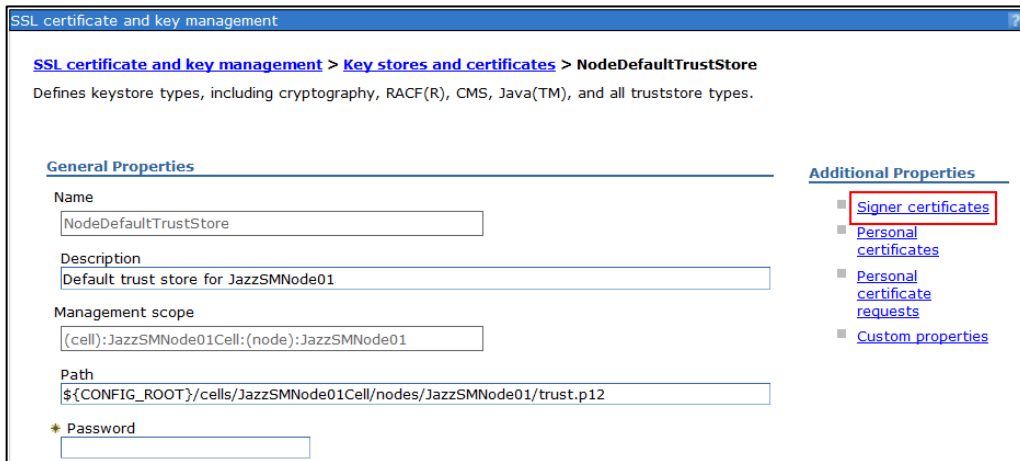 SSL certificate and key management
?
SSL certificate and key management > Key stores and certificates > NodeDefaultTrustStore
Defines keystore types, including cryptography, RACF(R), CMS, Java(TM), and all truststore types.
General Properties
Name
NodeDefaultTrustStore
Description
Default trust store for JazzSMNode01
Management scope
(cell):JazzSMNode01Cell:(node):JazzSMNode01
Path
${CONFIG_ROOT}/cells/JazzSMNode01Cell/nodes/JazzSMNode01/trust.p12
* Password
Additional Properties
Signer certificates
Personal
certificates
Personal
certificate
requests
Custom properties